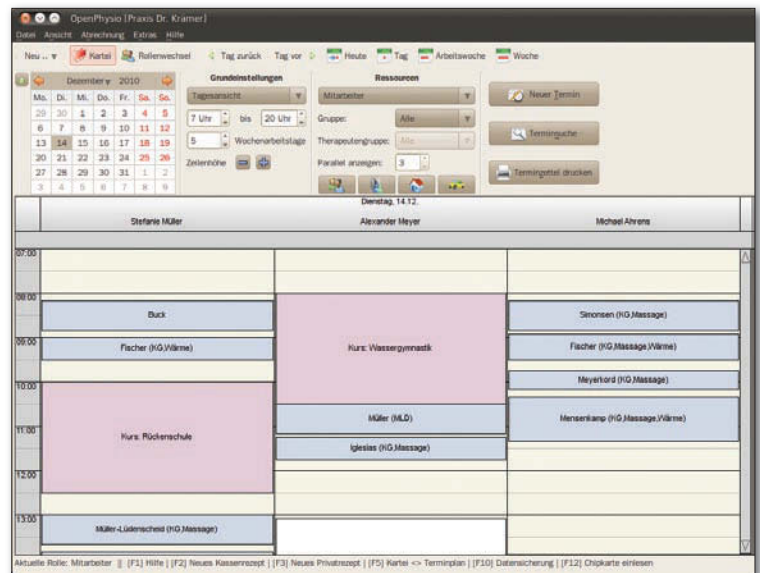 OpenPhysio [Praxis Dr. Krämer]
Datei Ansicht Abrechnung Extras Hilfe
Neu .. Kartei Rollenwechsel Tag zurück Tag vor Heute Tag Arbeitswoche Woche
Dezember 2010
Mo. Di. Mi. Do. Fr. Sa. So.
29 30 1 2 3 4 5
6 7 8 9 10 11 12
13 14 15 16 17 18 19
20 21 22 23 24 25 26
27 28 29 30 31 1 2
3 4 5 6 7 8 9
Grundeinstellungen
Tagesansicht
7 Uhr bis 20 Uhr
5 Wochenarbeitstage
Zeilenhöhe
Ressourcen
Mitarbeiter
Gruppe: Alle
Therapeutengruppe: Alle
Parallel anzeigen: 3
Neuer Termin
Terminsuche
Terminzettel drucken
Dienstag, 14.12.
Stefanie Müller Alexander Meyer Michael Ahrens
07:00
08:00
Buck
Simonsen (KG,Massage)
09:00
Fischer (KG,Wärme)
Kurs: Wassergymnastik
Fischer (KG,Massage,Wärme)
Meyerkord (KG,Massage)
10:00
Müller (MLD)
Mensenkamp (KG,Massage,Wärme)
11:00
Kurs: Rückenschule
Iglesias (KG,Massage)
12:00
13:00
Müller-Lüdenscheid (KG,Massage)
Aktuelle Rolle: Mitarbeiter || [F1] Hilfe | [F2] Neues Kassenrezept | [F3] Neues Privatrezept | [F5] Kartei <> Terminplan | [F10] Datensicherung | [F12] Chipkarte einlesen